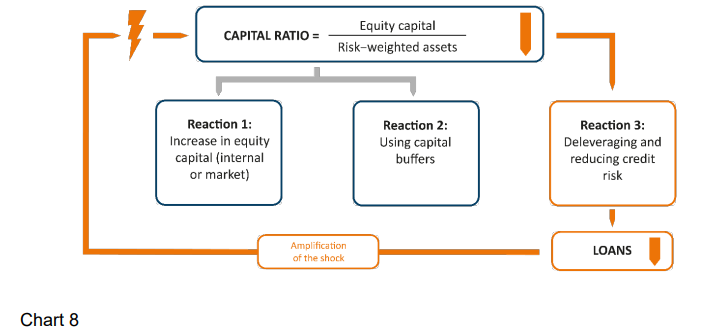 Equity capital
CAPITAL RATIO =
Risk–weighted assets
Reaction 1:
Increase in equity
capital (internal
or market)
Reaction 2:
Using capital
buffers
Reaction 3:
Deleveraging and
reducing credit
risk
Amplification
of the shock
LOANS
Chart 8